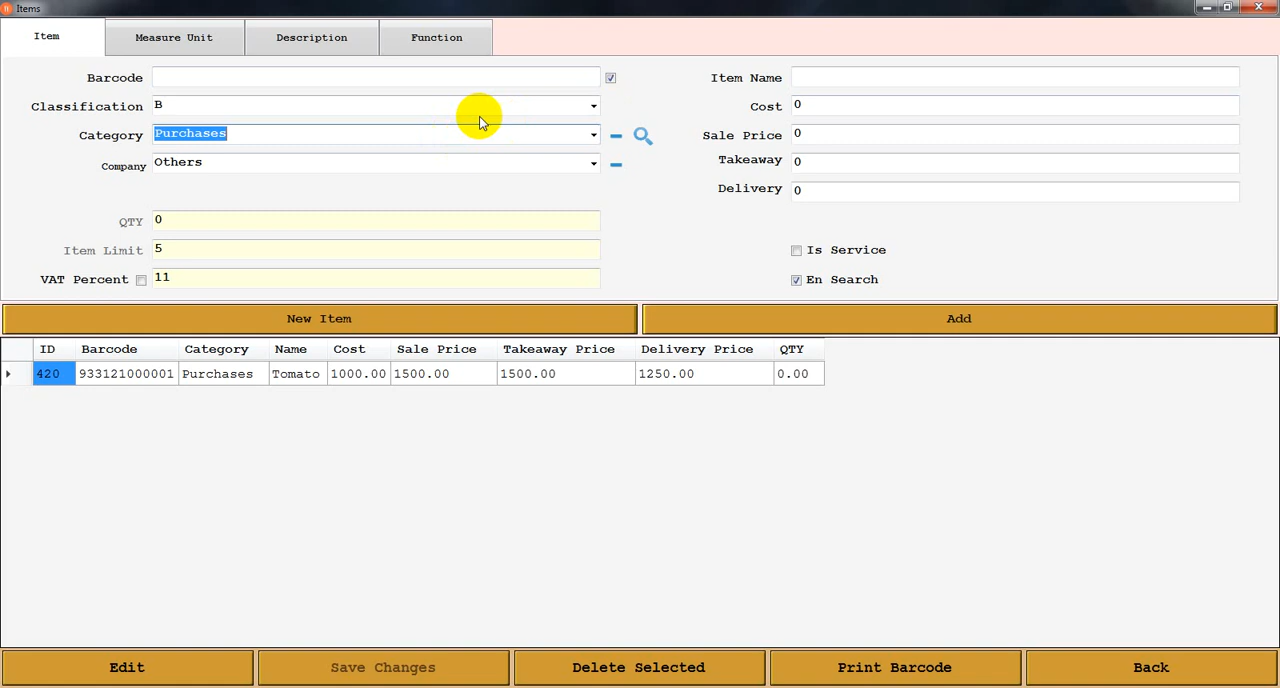 Items
Item Measure Unit Description Function
Barcode
Classification B
Category Purchases
Company Others
QTY 0
Item Limit 5
VAT Percent 11
Item Name
Cost 0
Sale Price 0
Takeaway 0
Delivery 0
Is Service
En Search
New Item Add
ID Barcode Category Name Cost Sale Price Takeaway Price Delivery Price QTY
420 933121000001 Purchases Tomato 1000.00 1500.00 1500.00 1250.00 0.00
Edit Save Changes Delete Selected Print Barcode Back